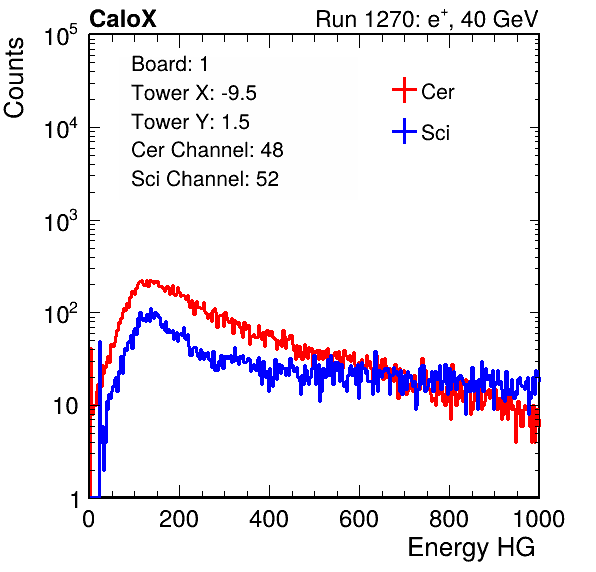 CaloX Run 1270: e⁺, 40 GeV
Counts
10⁵
10⁴
10³
10²
10
1
Board: 1
Tower X: -9.5
Tower Y: 1.5
Cer Channel: 48
Sci Channel: 52
Cer
Sci
0 200 400 600 800 1000
Energy HG